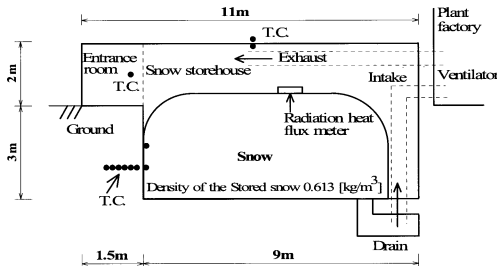 11m
T.C.
Plant
factory
Entrance
room
T.C.
Snow storehouse
Exhaust
Intake
Ventilator
2m
Ground
Radiation heat
flux meter
3m
Snow
Density of the Stored snow 0.613 [kg/m³]
T.C.
Drain
1.5m
9m